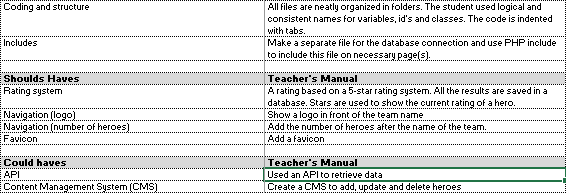 Coding and structure
All files are neatly organized in folders. The student used logical and
consistent names for variables, id's and classes. The code is indented
with tabs.
Includes
Make a separate file for the database connection and use PHP include
to include this file on necessary page(s).
Shoulds Haves
Teacher's Manual
Rating system
A rating based on a 5-star rating system. All the results are saved in a
database. Stars are used to show the current rating of a hero.
Navigation (logo)
Show a logo in front of the team name
Navigation (number of heroes)
Add the number of heroes after the name of the team.
Favicon
Add a favicon
Could haves
Teacher's Manual
API
Used an API to retrieve data
Content Management System (CMS)
Create a CMS to add, update and delete heroes